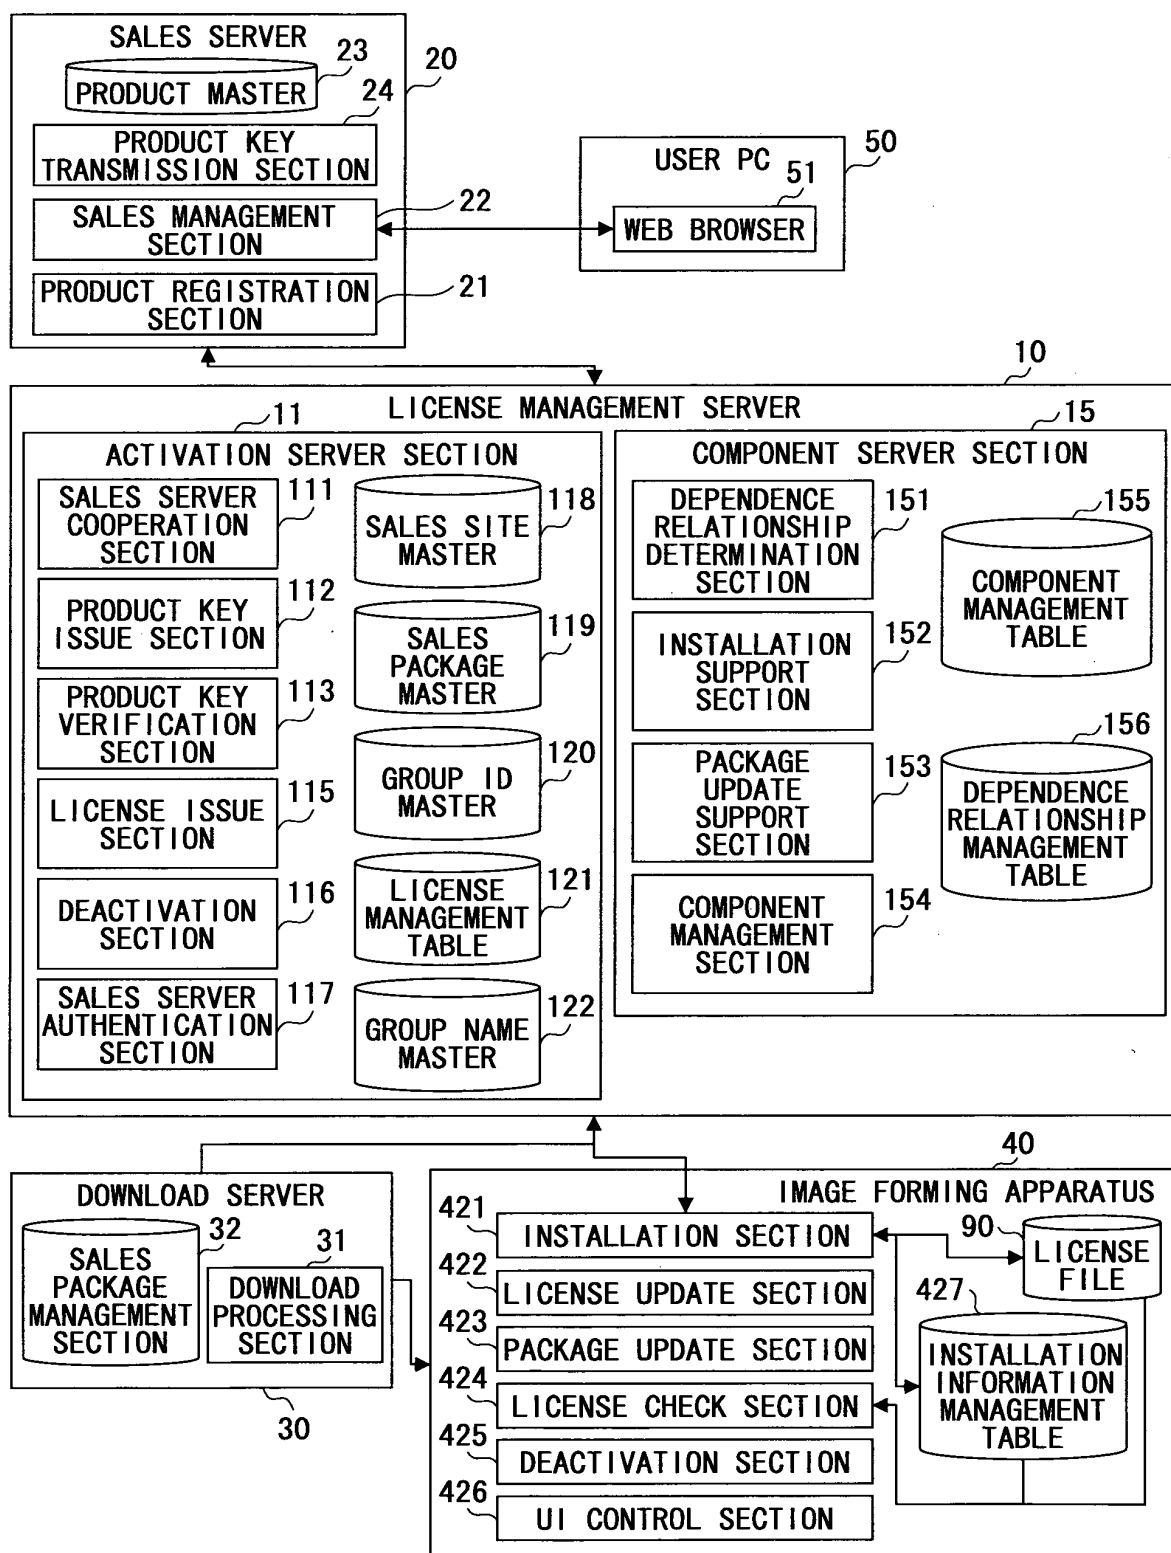 SALES SERVER
23
20
PRODUCT MASTER
24
PRODUCT KEY
TRANSMISSION SECTION
22
SALES MANAGEMENT
SECTION
21
PRODUCT REGISTRATION
SECTION
50
USER PC
51
WEB BROWSER
10
LICENSE MANAGEMENT SERVER
11
ACTIVATION SERVER SECTION
SALES SERVER
COOPERATION
SECTION
111
PRODUCT KEY
ISSUE SECTION
112
PRODUCT KEY
VERIFICATION
SECTION
113
LICENSE ISSUE
SECTION
115
DEACTIVATION
SECTION
116
SALES SERVER
AUTHENTICATION
SECTION
117
SALES SITE
MASTER
118
SALES
PACKAGE
MASTER
119
GROUP ID
MASTER
120
LICENSE
MANAGEMENT
TABLE
121
GROUP NAME
MASTER
122
15
COMPONENT SERVER SECTION
DEPENDENCE
RELATIONSHIP
DETERMINATION
SECTION
151
INSTALLATION
SUPPORT
SECTION
152
PACKAGE
UPDATE
SUPPORT
SECTION
153
COMPONENT
MANAGEMENT
SECTION
154
155
COMPONENT
MANAGEMENT
TABLE
156
DEPENDENCE
RELATIONSHIP
MANAGEMENT
TABLE
DOWNLOAD SERVER
32
SALES
PACKAGE
MANAGEMENT
SECTION
31
DOWNLOAD
PROCESSING
SECTION
30
40
IMAGE FORMING APPARATUS
421
INSTALLATION SECTION
422
LICENSE UPDATE SECTION
423
PACKAGE UPDATE SECTION
424
LICENSE CHECK SECTION
425
DEACTIVATION SECTION
426
UI CONTROL SECTION
90
LICENSE
FILE
427
INSTALLATION
INFORMATION
MANAGEMENT
TABLE